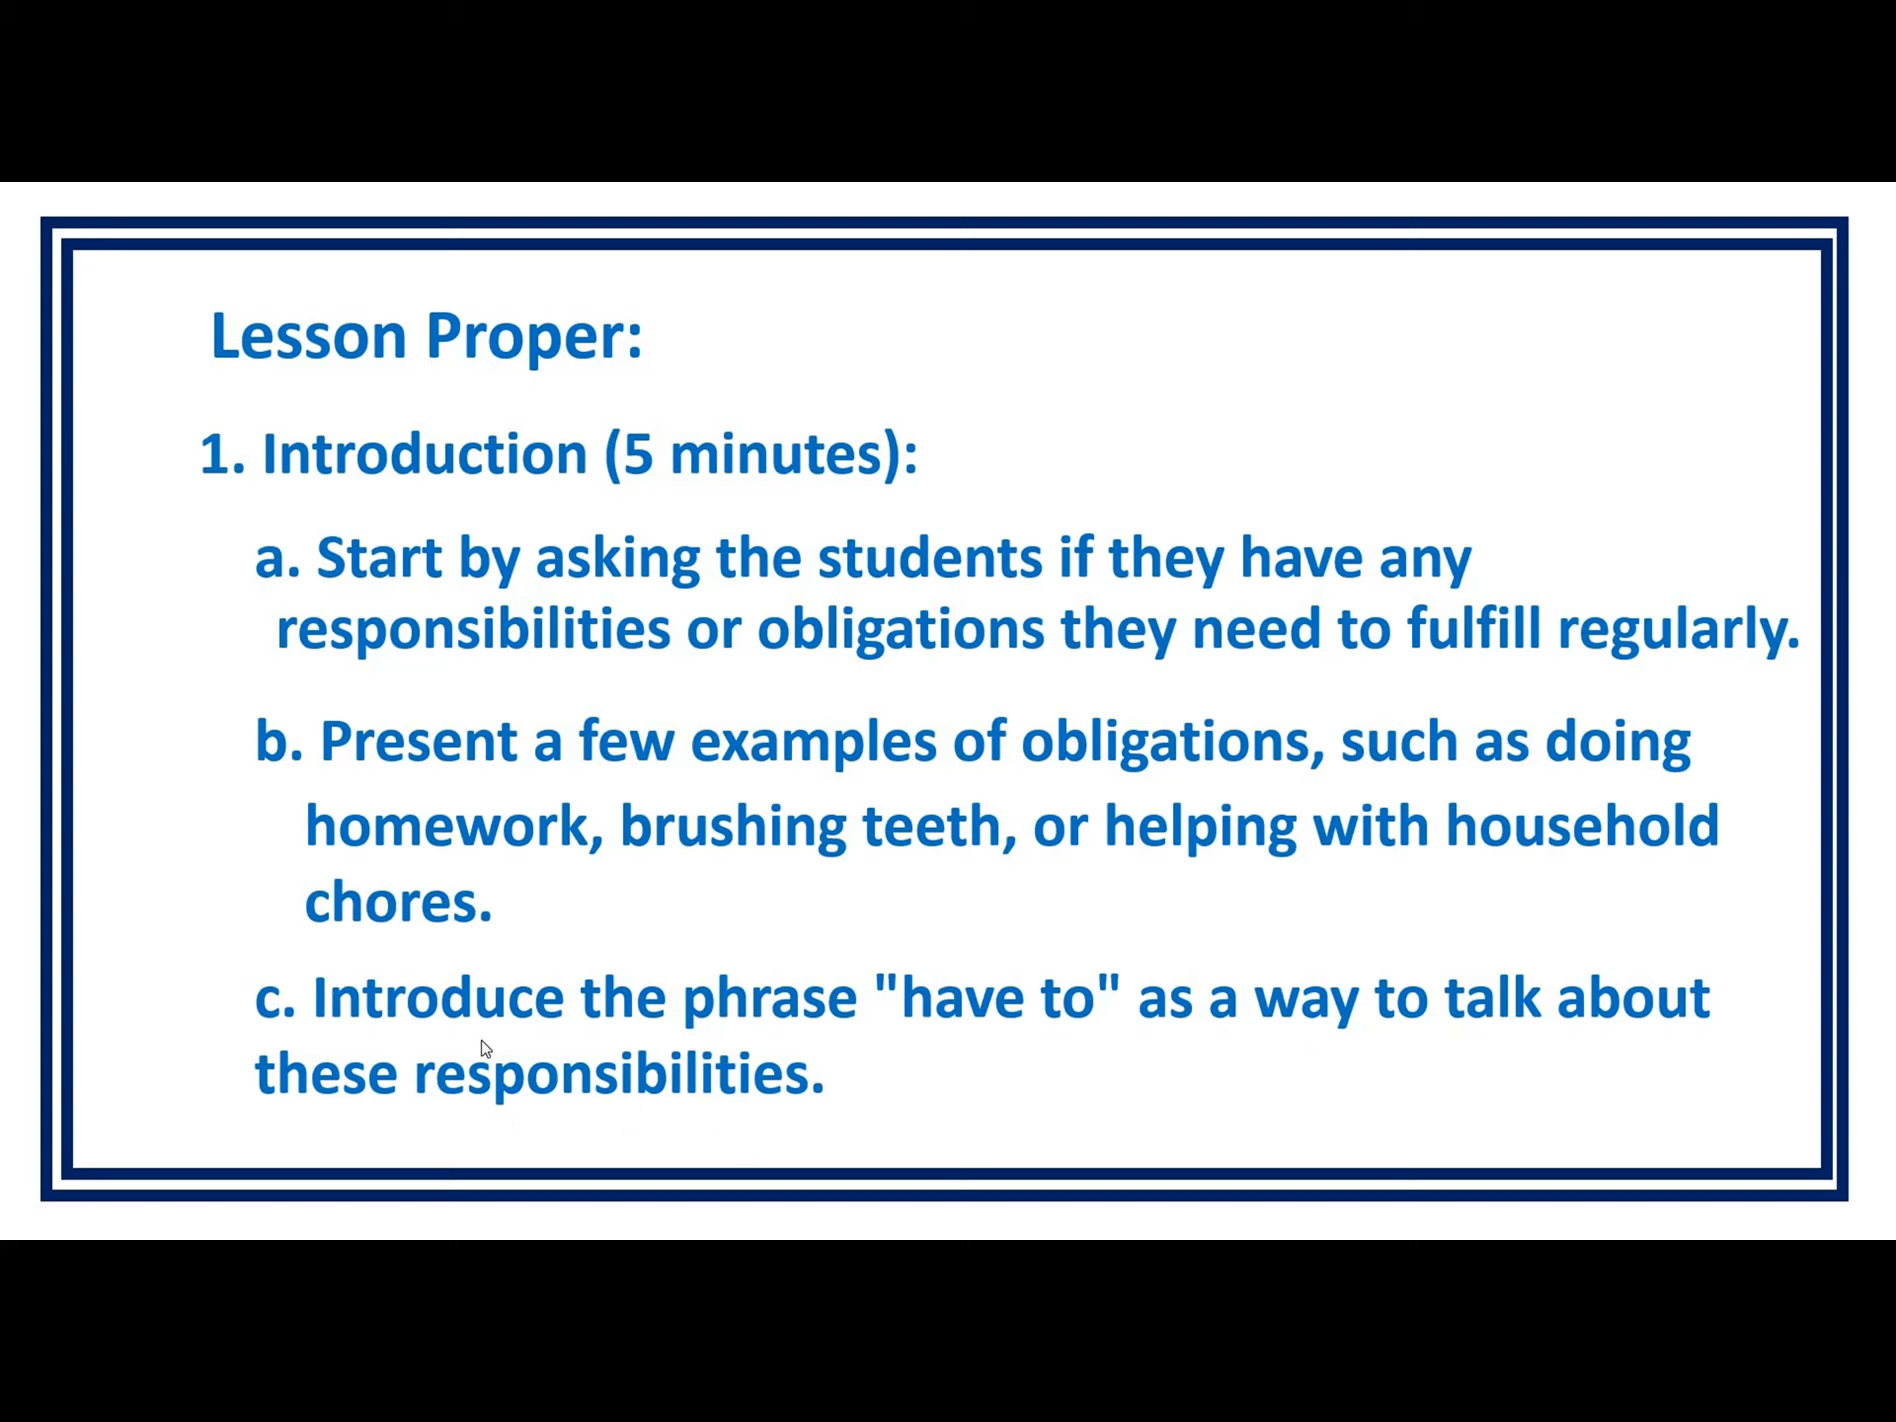 Lesson Proper:
1. Introduction (5 minutes):
a. Start by asking the students if they have any
responsibilities or obligations they need to fulfill regularly.
b. Present a few examples of obligations, such as doing
homework, brushing teeth, or helping with household
chores.
c. Introduce the phrase "have to" as a way to talk about
these responsibilities.